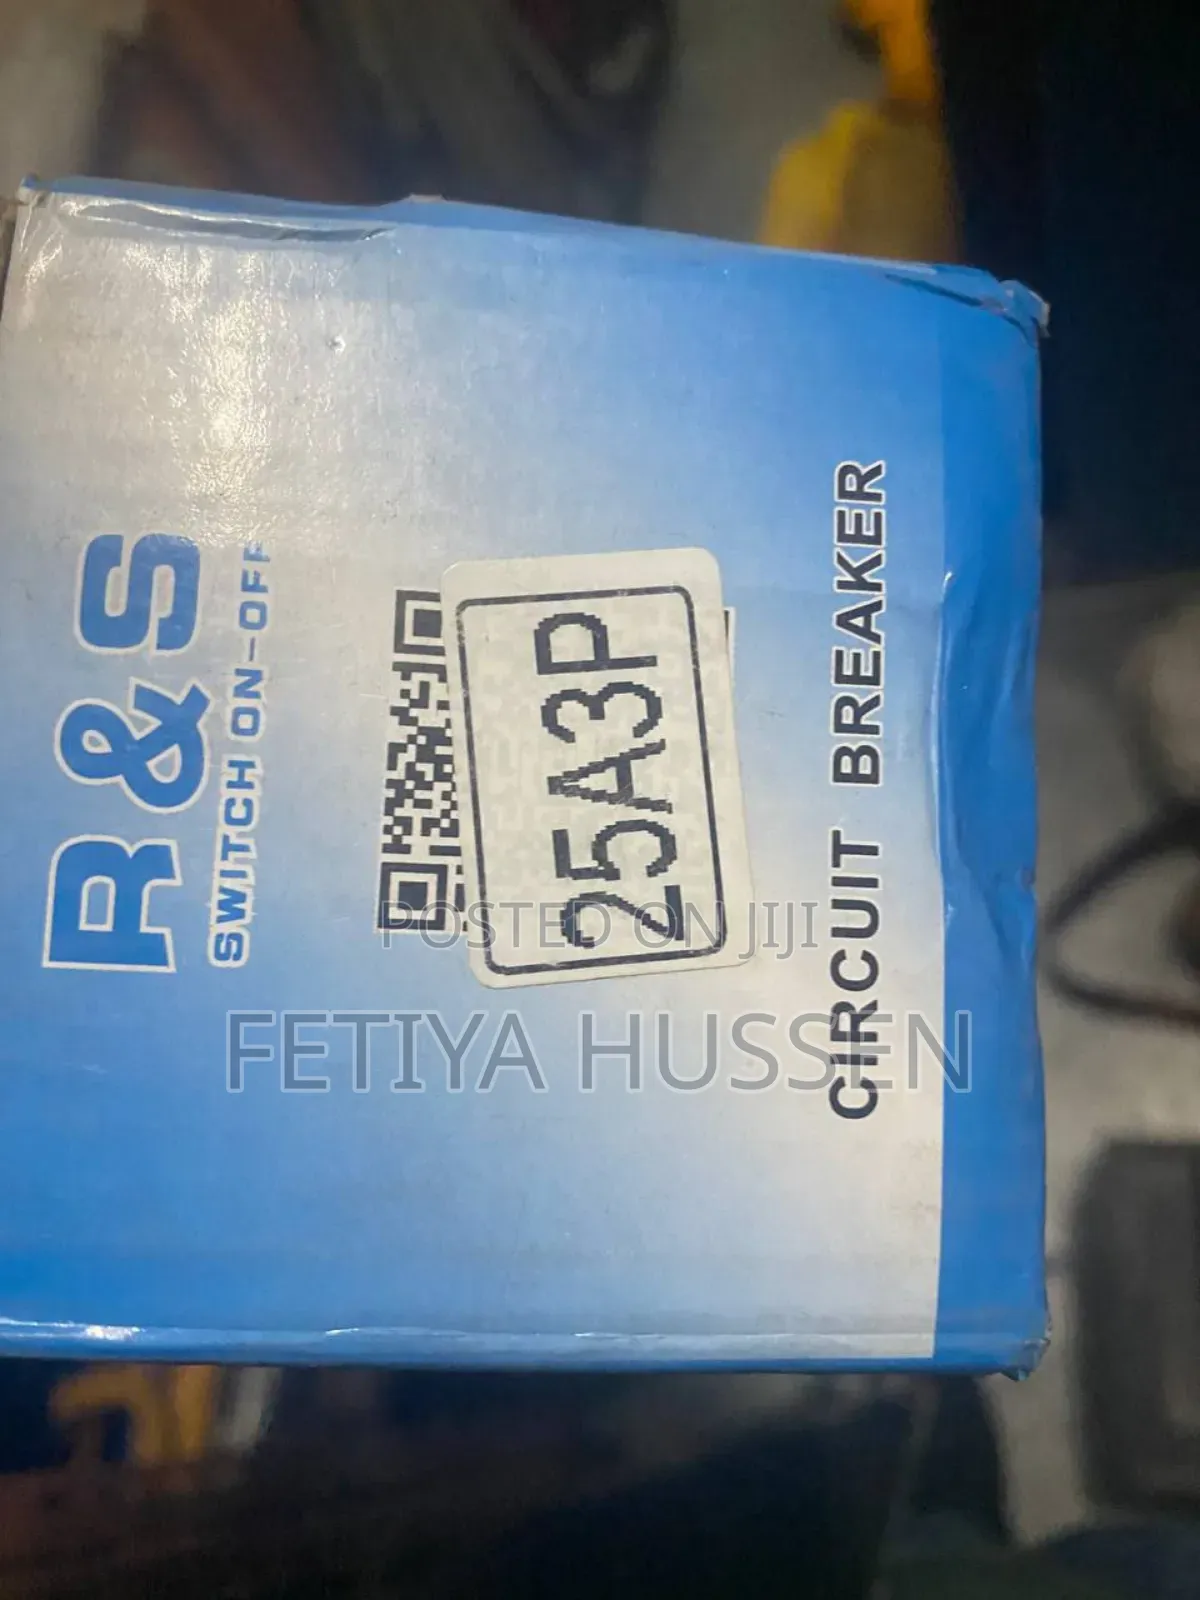 R & S
SWITCH ON-OFF
25A3P
CIRCUIT BREAKER
POSTED ON JIJI
FETIYA HUSSEN